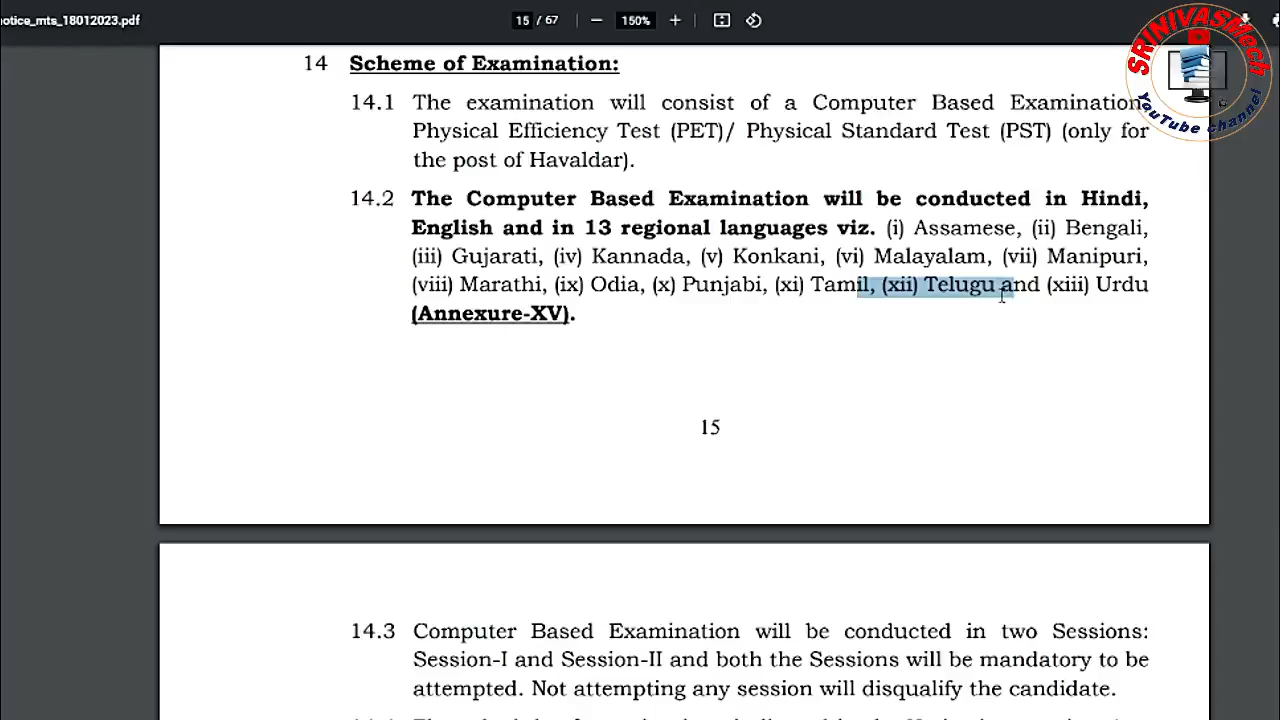 notice_mts_18012023.pdf
15 / 67
150%
SRINIVASMech
YouTube channel
14 Scheme of Examination:
14.1 The examination will consist of a Computer Based Examination
Physical Efficiency Test (PET)/ Physical Standard Test (PST) (only for
the post of Havaldar).
14.2 The Computer Based Examination will be conducted in Hindi,
English and in 13 regional languages viz. (i) Assamese, (ii) Bengali,
(iii) Gujarati, (iv) Kannada, (v) Konkani, (vi) Malayalam, (vii) Manipuri,
(viii) Marathi, (ix) Odia, (x) Punjabi, (xi) Tamil, (xii) Telugu and (xiii) Urdu
(Annexure-XV).
15
14.3 Computer Based Examination will be conducted in two Sessions:
Session-I and Session-II and both the Sessions will be mandatory to be
attempted. Not attempting any session will disqualify the candidate.